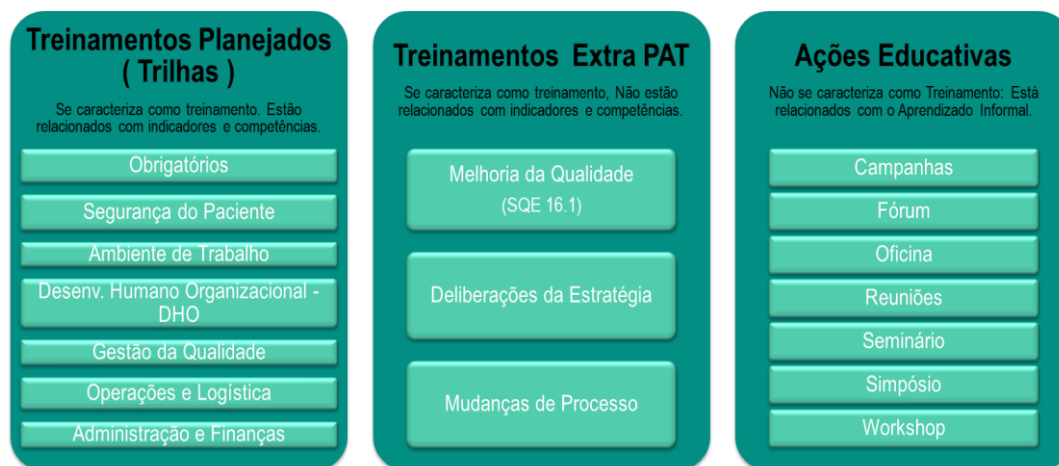 Treinamentos Planejados
( Trilhas )
Se caracteriza como treinamento. Estão
relacionados com indicadores e competências.
Obrigatórios
Segurança do Paciente
Ambiente de Trabalho
Desenv. Humano Organizacional -
DHO
Gestão da Qualidade
Operações e Logística
Administração e Finanças
Treinamentos Extra PAT
Se caracteriza como treinamento, Não estão
relacionados com indicadores e competências.
Melhoria da Qualidade
(SQE 16.1)
Deliberações da Estratégia
Mudanças de Processo
Ações Educativas
Não se caracteriza como Treinamento: Está
relacionados com o Aprendizado Informal.
Campanhas
Fórum
Oficina
Reuniões
Seminário
Simpósio
Workshop